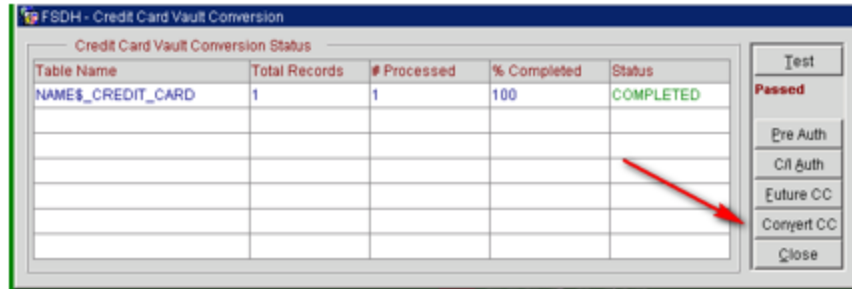 FSDH - Credit Card Vault Conversion
Credit Card Vault Conversion Status
Table Name Total Records # Processed % Completed Status
NAME$_CREDIT_CARD 1 1 100 COMPLETED
Test
Passed
Pre Auth
C/I Auth
Future CC
Convert CC
Close